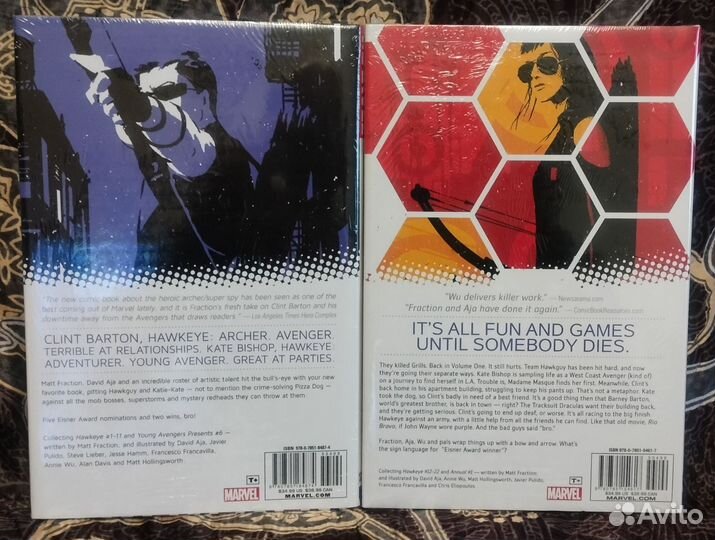 "The new comic book about the heroic archer/super spy has been seen as one of the
best coming out of Marvel lately, and it is Fraction's fresh take on Clint Barton and his
downtime away from the Avengers that draws readers." — Los Angeles Times Hero Complex
CLINT BARTON, HAWKEYE: ARCHER. AVENGER.
TERRIBLE AT RELATIONSHIPS. KATE BISHOP, HAWKEYE:
ADVENTURER. YOUNG AVENGER. GREAT AT PARTIES.
Matt Fraction, David Aja and an incredible roster of artistic talent hit the bull's-eye with your new
favorite book, pitting Hawkguy and Katie-Kate — not to mention the crime-solving Pizza Dog —
against all the mob bosses, superstorms and mystery redheads they can throw at them.
Five Eisner Award nominations and two wins, bro!
Collecting Hawkeye #1-11 and Young Avengers Presents #6 —
written by Matt Fraction, and illustrated by David Aja, Javier
Pulido, Steve Lieber, Jesse Hamm, Francesco Francavilla,
Annie Wu, Alan Davis and Matt Hollingsworth.
T+
MARVEL
$34.99 US $38.99 CAN
MARVEL.COM
"Wu delivers killer work." — Newsarama.com
"Fraction and Aja have done it again." — ComicBookResources.com
IT'S ALL FUN AND GAMES
UNTIL SOMEBODY DIES.
They killed Grills. Back in Volume One. It still hurts. Team Hawkguy has been hit hard, and now
they're going their separate ways. Kate Bishop is sampling life as a West Coast Avenger (kind of)
on a journey to find herself in L.A. Trouble is, Madame Masque finds her first. Meanwhile, Clint's
back home in his apartment building, struggling to keep his pants up. That's not a metaphor: Kate
took the dog, so Clint's badly in need of a best friend. It's a good thing then that Barney Barton,
world's greatest brother, is back in town — right? The Tracksuit Draculas want their building back,
and they're getting serious. Clint's going to end up deaf, or worse. It's all racing to the big finish:
Hawkeye against an army, with a little help from all the friends he can find. Like that old movie, Rio
Bravo, if John Wayne wore purple. And the bad guys said "bro".
Fraction, Aja, Wu and pals wrap things up with a bow and arrow. What's
the sign language for "Eisner Award winner"?
Collecting Hawkeye #12-22 and Annual #1 — written by Matt Fraction;
and illustrated by David Aja, Annie Wu, Matt Hollingsworth, Javier Pulido,
Francesco Francavilla and Chris Eliopoulos.
T+
MARVEL
$34.99 US $38.99 CAN
MARVEL.COM
Avito